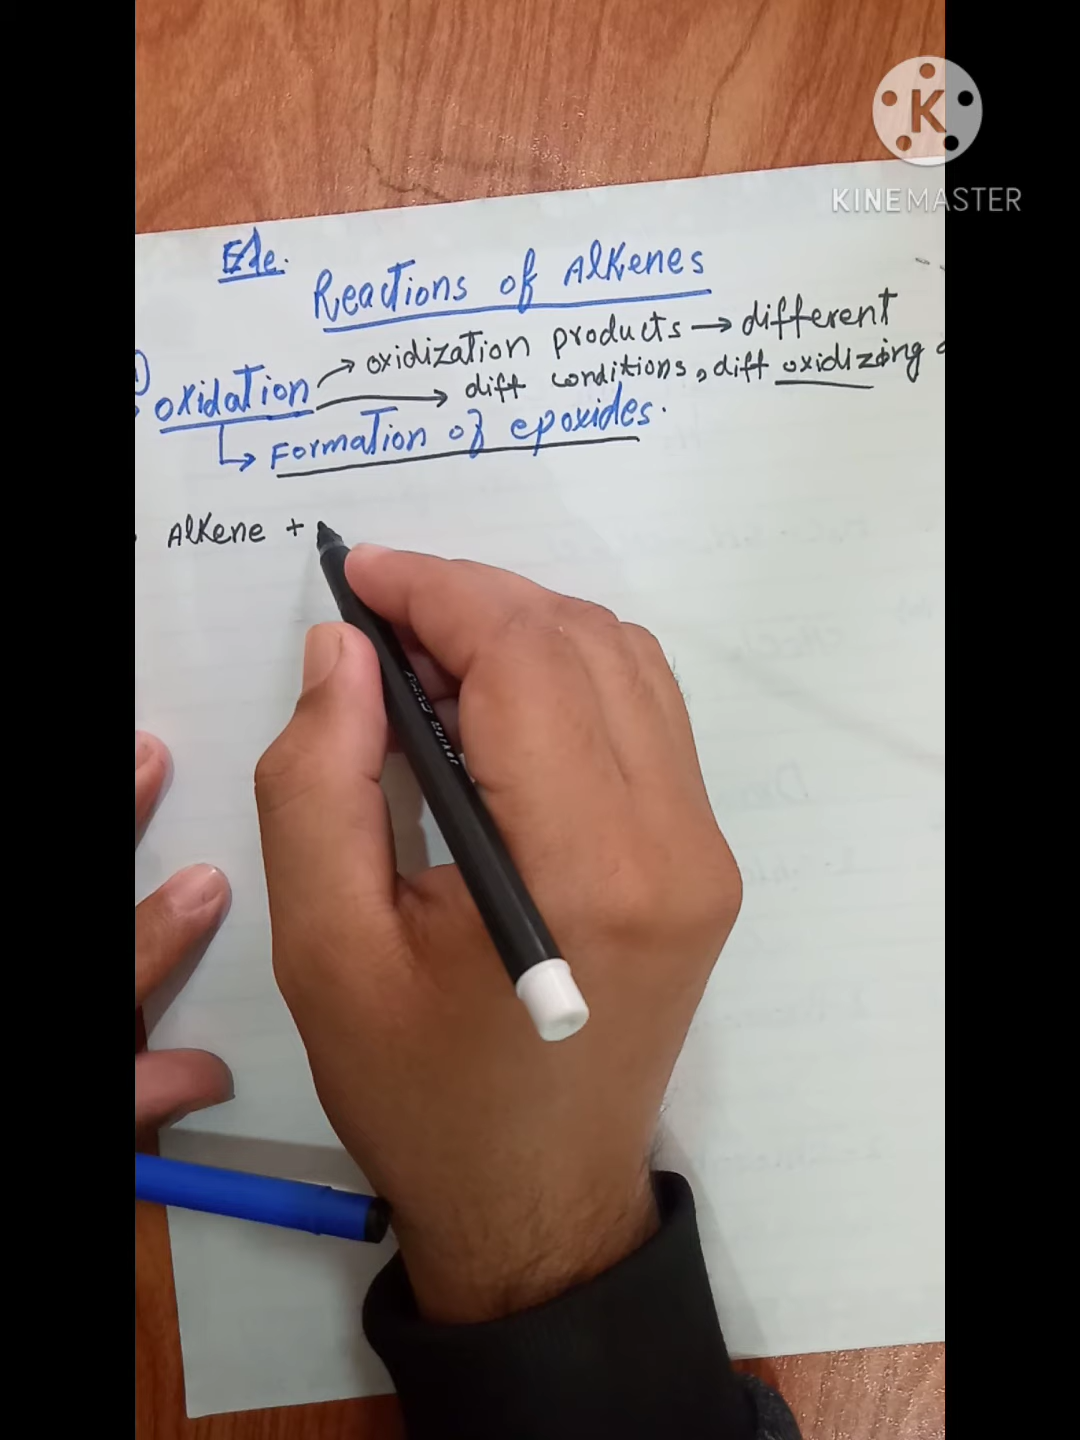 K
KINEMASTER
Reactions of Alkenes
oxidation → oxidization products → different
→ diff conditions, diff oxidizing
↳ Formation of epoxides.
Alkene +